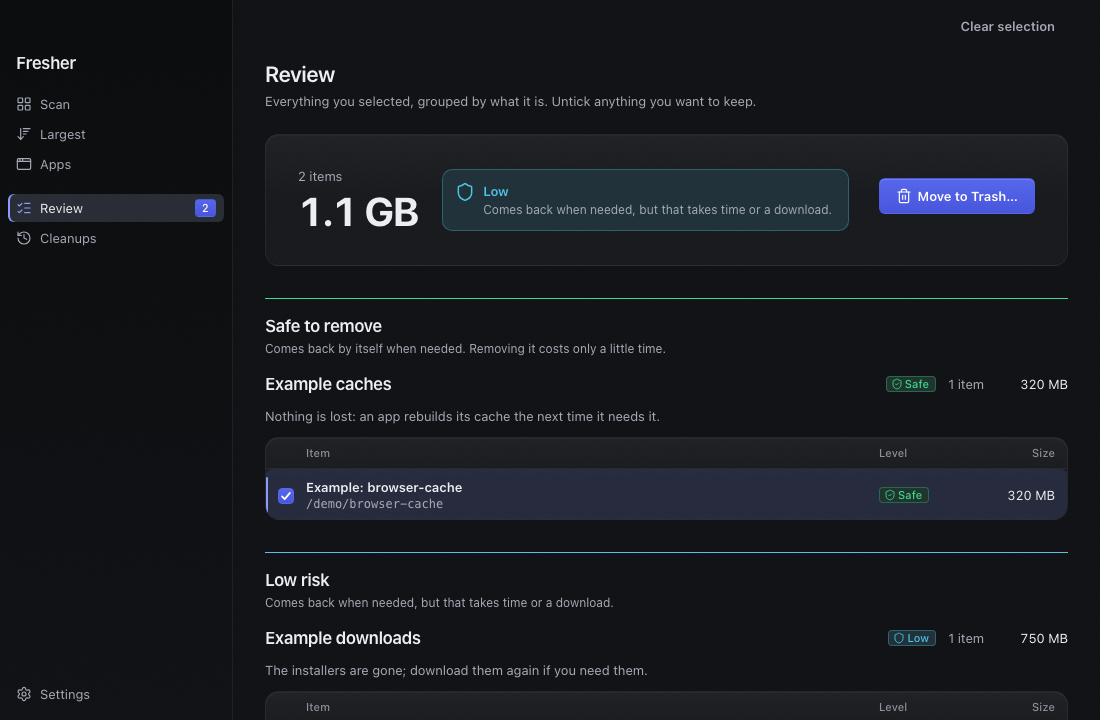 Clear selection
Fresher
Scan
Largest
Apps
Review 2
Cleanups
Settings
Review
Everything you selected, grouped by what it is. Untick anything you want to keep.
2 items
1.1 GB
Low
Comes back when needed, but that takes time or a download.
Move to Trash...
Safe to remove
Comes back by itself when needed. Removing it costs only a little time.
Example caches Safe 1 item 320 MB
Nothing is lost: an app rebuilds its cache the next time it needs it.
Item Level Size
Example: browser-cache
/demo/browser-cache
Safe 320 MB
Low risk
Comes back when needed, but that takes time or a download.
Example downloads Low 1 item 750 MB
The installers are gone; download them again if you need them.
Item Level Size